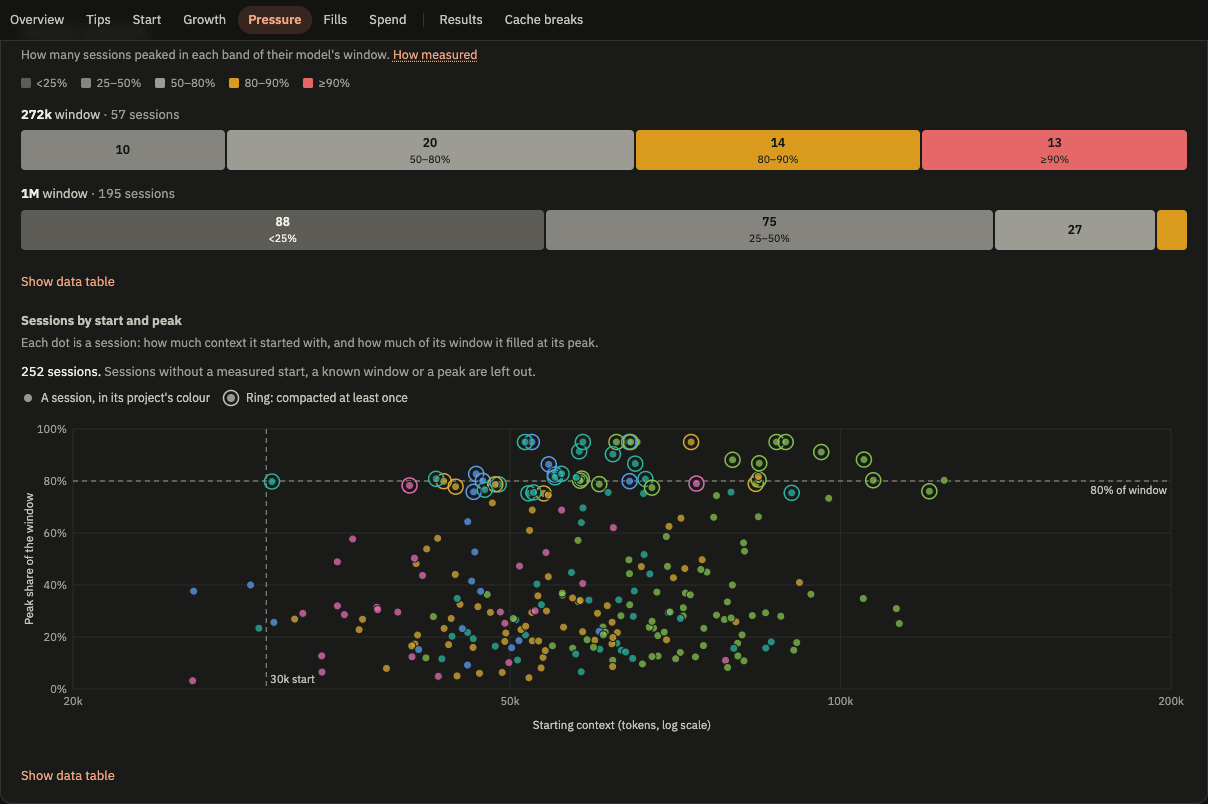 Overview Tips Start Growth Pressure Fills Spend Results Cache breaks
How many sessions peaked in each band of their model's window. How measured
<25% 25–50% 50–80% 80–90% ≥90%
272k window · 57 sessions
10 20 14 13
50–80% 80–90% ≥90%
1M window · 195 sessions
88 75 27
<25% 25–50%
Show data table
Sessions by start and peak
Each dot is a session: how much context it started with, and how much of its window it filled at its peak.
252 sessions. Sessions without a measured start, a known window or a peak are left out.
A session, in its project's colour Ring: compacted at least once
100%
80%
80% of window
60%
40%
20%
0%
Peak share of the window
30k start
20k 50k 100k 200k
Starting context (tokens, log scale)
Show data table